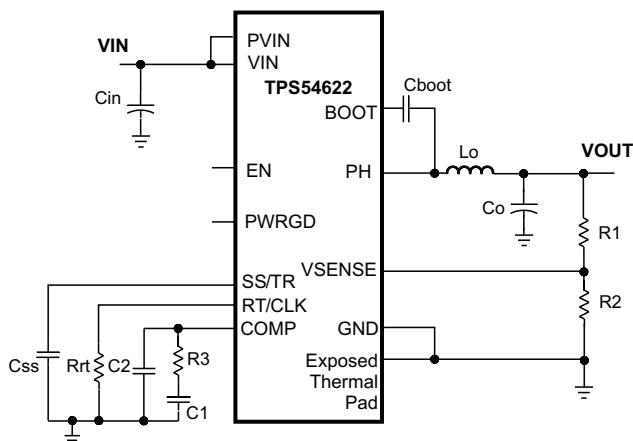 VIN
PVIN
VIN
TPS54622
Cin
Cboot
BOOT
Lo
VOUT
EN
PH
Co
R1
PWRGD
VSENSE
SS/TR
R2
RT/CLK
COMP
GND
Css
Rrt
C2
R3
C1
Exposed
Thermal
Pad